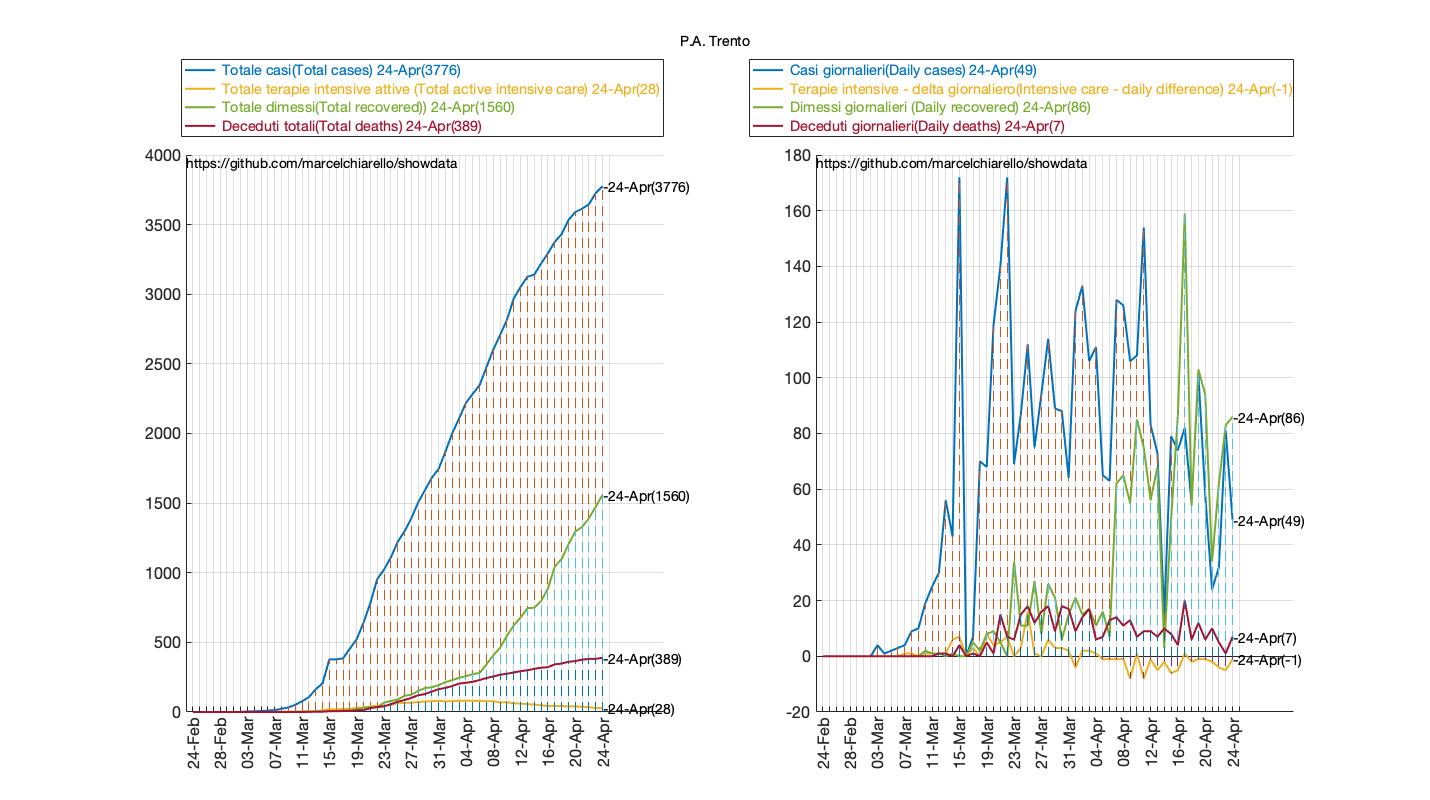 P.A. Trento
Totale casi(Total cases) 24-Apr(3776)
Totale terapie intensive attive (Total active intensive care) 24-Apr(28)
Totale dimessi(Total recovered)) 24-Apr(1560)
Deceduti totali(Total deaths) 24-Apr(389)
4000
3500
3000
2500
2000
1500
1000
500
0
https://github.com/marcelchiarello/showdata
-24-Apr(3776)
-24-Apr(1560)
-24-Apr(389)
-24-Apr(28)
24-Feb
28-Feb
03-Mar
07-Mar
11-Mar
15-Mar
19-Mar
23-Mar
27-Mar
31-Mar
04-Apr
08-Apr
12-Apr
16-Apr
20-Apr
24-Apr
Casi giornalieri(Daily cases) 24-Apr(49)
Terapie intensive - delta giornaliero(Intensive care - daily difference) 24-Apr(-1)
Dimessi giornalieri (Daily recovered) 24-Apr(86)
Deceduti giornalieri(Daily deaths) 24-Apr(7)
180
160
140
120
100
80
60
40
20
0
-20
https://github.com/marcelchiarello/showdata
-24-Apr(86)
-24-Apr(49)
-24-Apr(7)
-24-Apr(-1)
24-Feb
28-Feb
03-Mar
07-Mar
11-Mar
15-Mar
19-Mar
23-Mar
27-Mar
31-Mar
04-Apr
08-Apr
12-Apr
16-Apr
20-Apr
24-Apr